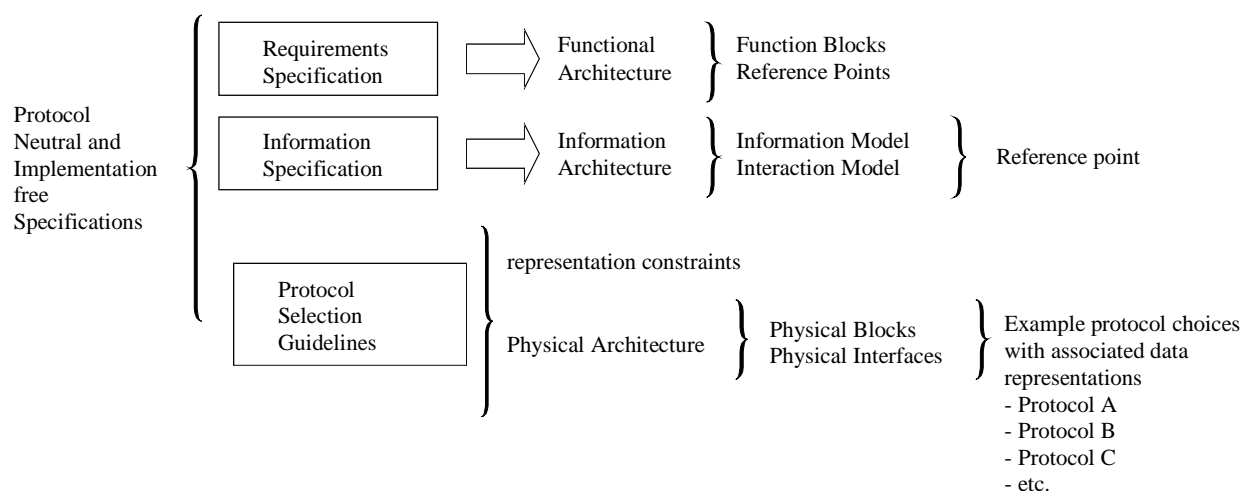 Protocol
Neutral and
Implementation
free
Specifications
Requirements
Specification
Functional
Architecture
Function Blocks
Reference Points
Information
Specification
Information
Architecture
Information Model
Interaction Model
Reference point
Protocol
Selection
Guidelines
representation constraints
Physical Architecture
Physical Blocks
Physical Interfaces
Example protocol choices
with associated data
representations
- Protocol A
- Protocol B
- Protocol C
- etc.